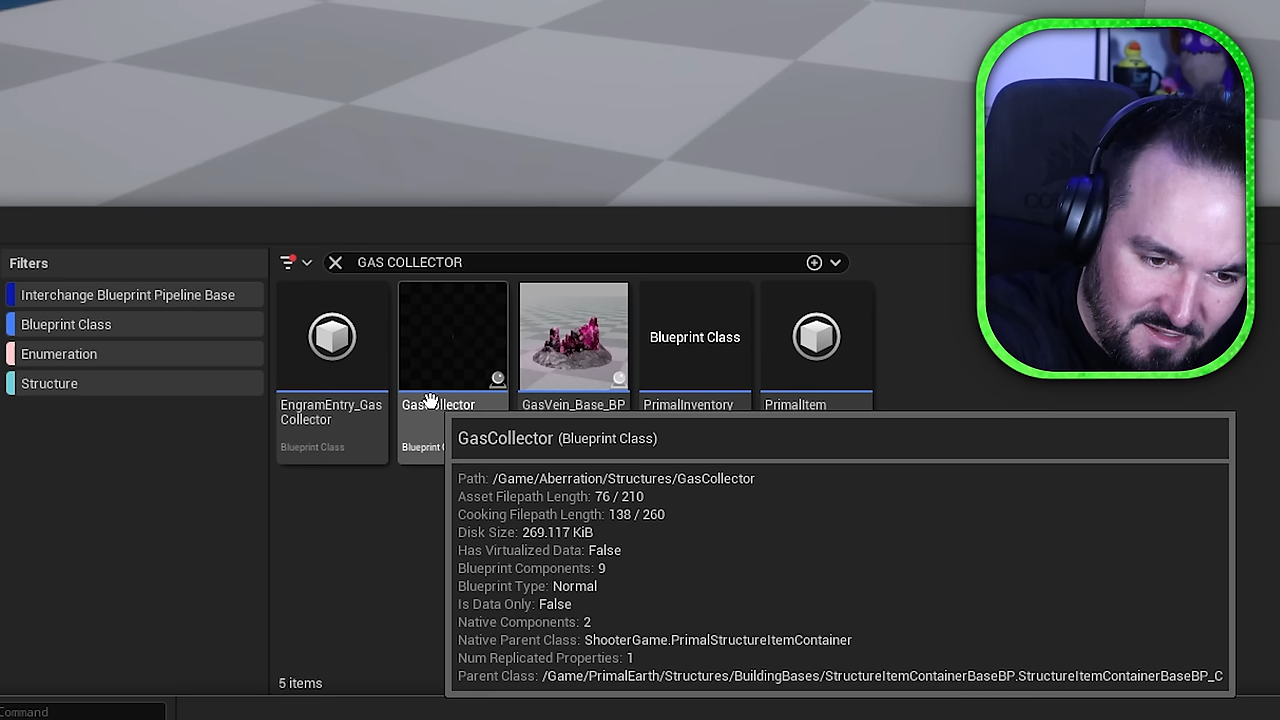 Filters
GAS COLLECTOR
Interchange Blueprint Pipeline Base
Blueprint Class
Enumeration
Structure
Blueprint Class
EngramEntry_Gas
Collector
Blueprint Class
GasCollector
Blueprint
GasVein_Base_BP
PrimalInventory
PrimalItem
GasCollector (Blueprint Class)
Path: /Game/Aberration/Structures/GasCollector
Asset Filepath Length: 76 / 210
Cooking Filepath Length: 138 / 260
Disk Size: 269.117 KiB
Has Virtualized Data: False
Blueprint Components: 9
Blueprint Type: Normal
Is Data Only: False
Native Components: 2
Native Parent Class: ShooterGame.PrimalStructureItemContainer
Num Replicated Properties: 1
Parent Class: /Game/PrimalEarth/Structures/BuildingBases/StructureItemContainerBaseBP.StructureItemContainerBaseBP_C
5 items
Command